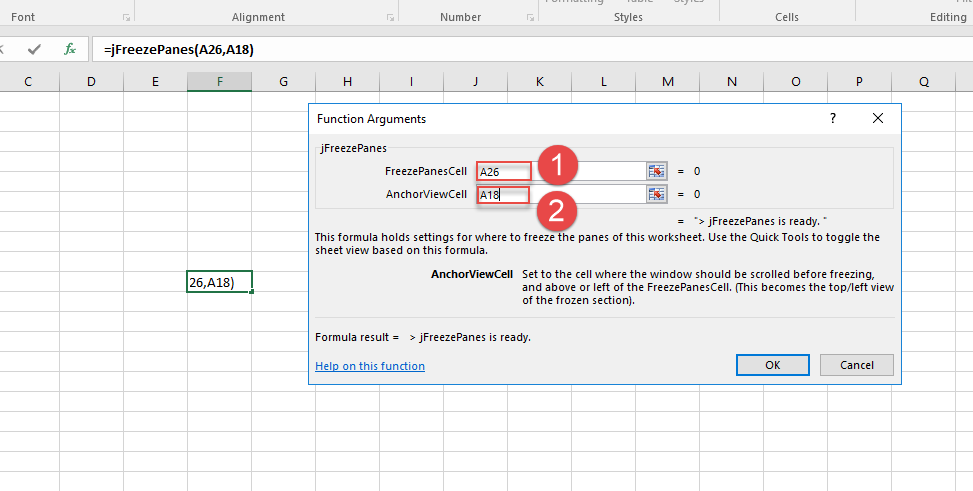 Formatting Table Styles
Font Alignment Number Styles Cells Editing
fx =jFreezePanes(A26,A18)
C D E F G H I J K L M N O P Q
Function Arguments ?
jFreezePanes
FreezePanesCell A26 1 = 0
AnchorViewCell A18 2 = 0
= "> jFreezePanes is ready. "
This formula holds settings for where to freeze the panes of this worksheet. Use the Quick Tools to toggle the
sheet view based on this formula.
AnchorViewCell Set to the cell where the window should be scrolled before freezing,
and above or left of the FreezePanesCell. (This becomes the top/left view
of the frozen section).
26,A18)
Formula result = > jFreezePanes is ready.
Help on this function OK Cancel